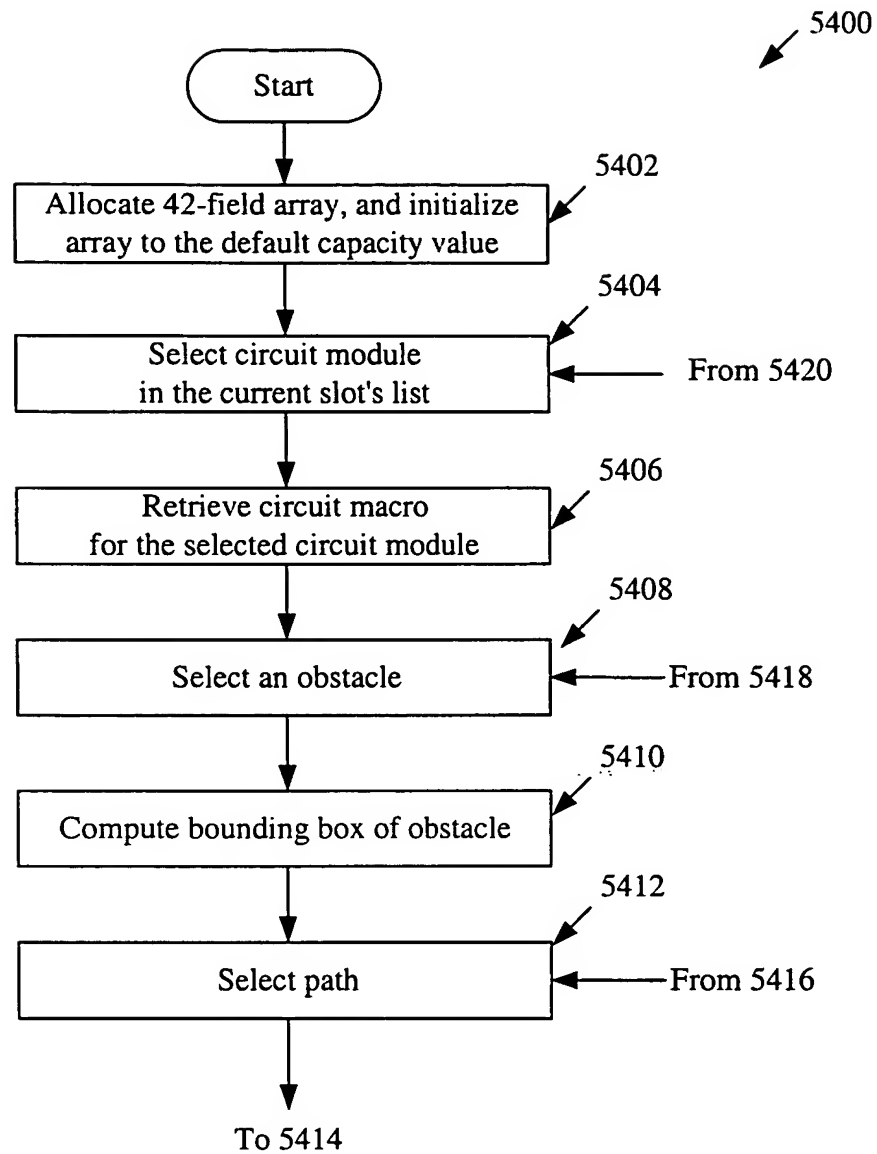 5400
Start
5402
Allocate 42-field array, and initialize
array to the default capacity value
5404
Select circuit module
in the current slot's list
From 5420
5406
Retrieve circuit macro
for the selected circuit module
5408
Select an obstacle
From 5418
5410
Compute bounding box of obstacle
5412
Select path
From 5416
To 5414